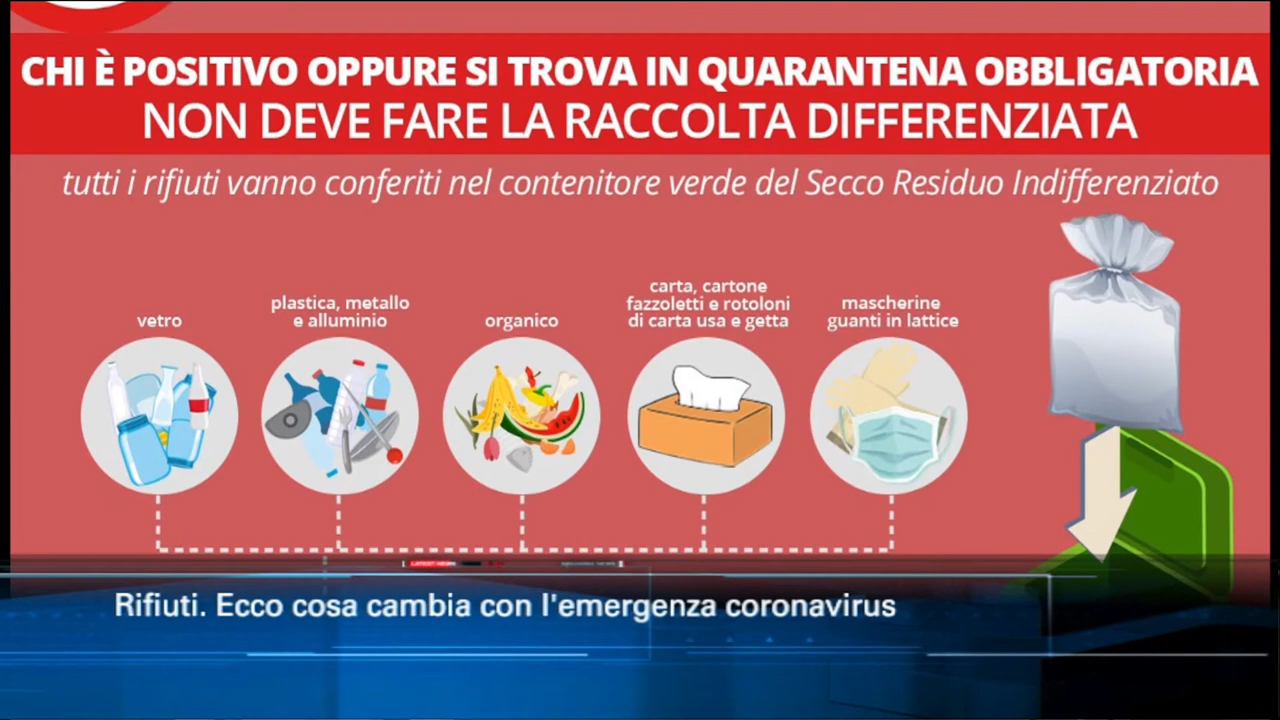 CHI È POSITIVO OPPURE SI TROVA IN QUARANTENA OBBLIGATORIA
NON DEVE FARE LA RACCOLTA DIFFERENZIATA
tutti i rifiuti vanno conferiti nel contenitore verde del Secco Residuo Indifferenziato
vetro
plastica, metallo
e alluminio
organico
carta, cartone
fazzoletti e rotoloni
di carta usa e getta
mascherine
guanti in lattice
LATEST NEWS
Rifiuti. Ecco cosa cambia con l'emergenza coronavirus